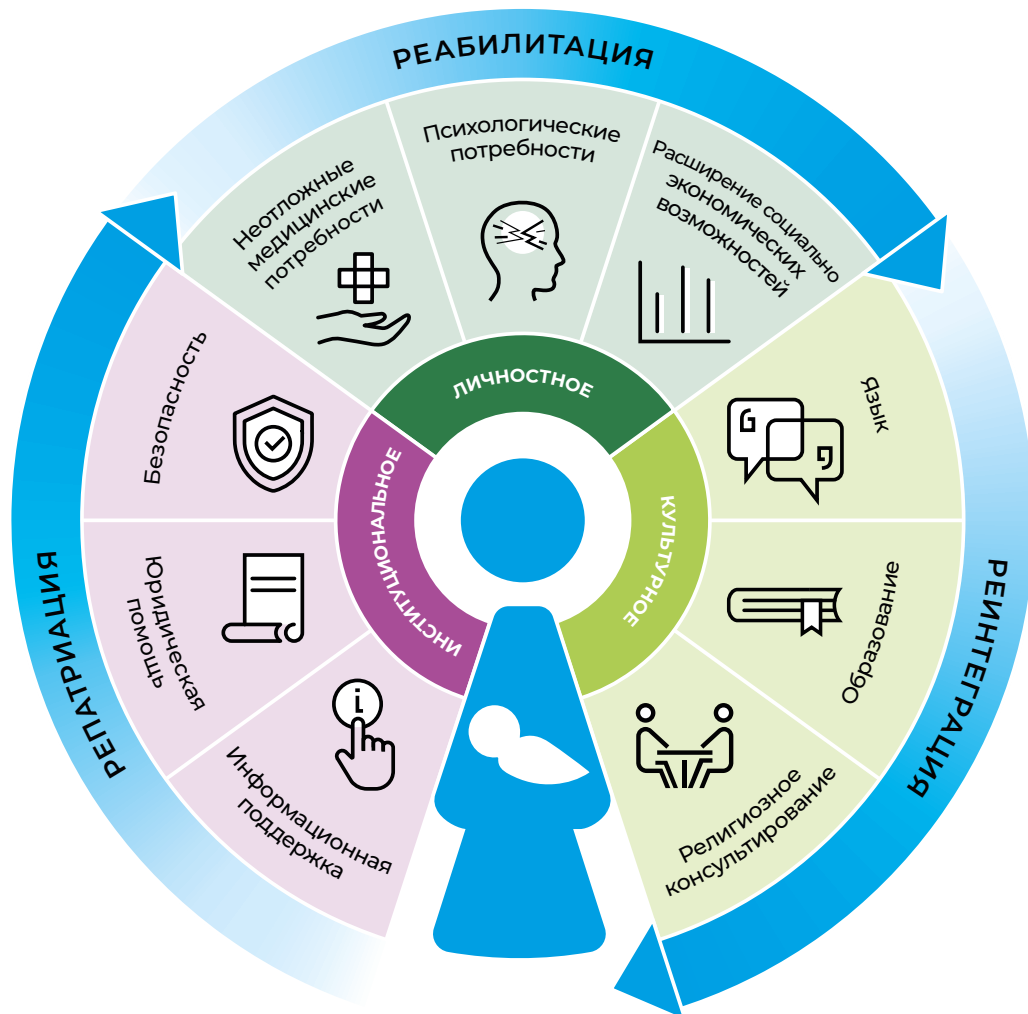 РЕАБИЛИТАЦИЯ
Неотложные
медицинские
потребности
Психологические
потребности
Расширение социально
экономических
возможностей
ЛИЧНОСТНОЕ
Безопасность
Юридическая
помощь
Информационная
поддержка
ИНСТИТУЦИОНАЛЬНОЕ
РЕПАТРИАЦИЯ
Язык
Образование
Религиозное
консультирование
КУЛЬТУРНОЕ
РЕИНТЕГРАЦИЯ